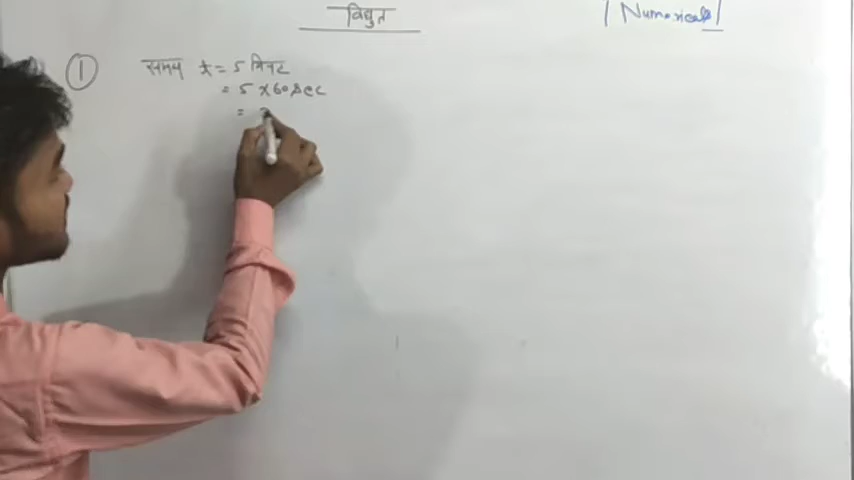 विद्युत
| Numericals |
① समय t = 5 मिनट
= 5 x 60 sec
=